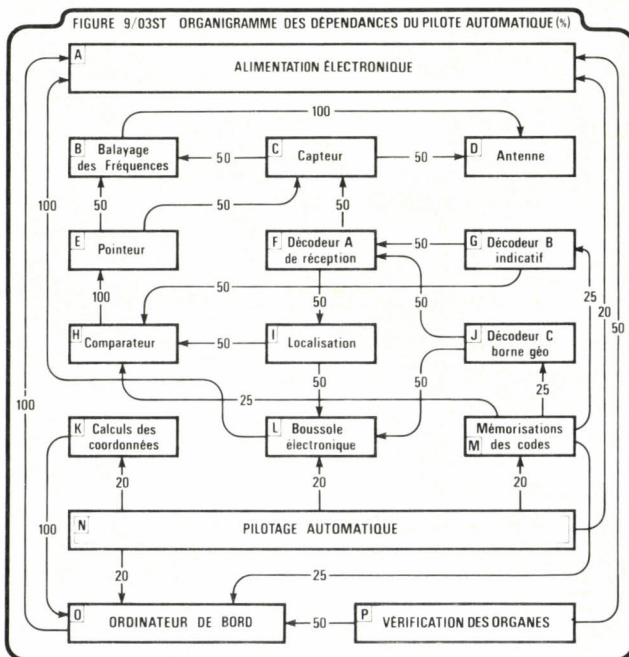 FIGURE 9/03ST ORGANIGRAMME DES DÉPENDANCES DU PILOTE AUTOMATIQUE (%)
A
ALIMENTATION ÉLECTRONIQUE
100
B Balayage
des Fréquences
50
C Capteur
50
D Antenne
100
50
50
50
E Pointeur
F Décodeur A
de réception
50
G Décodeur B
indicatif
100
50
50
50
25
20
50
H Comparateur
50
I Localisation
J Décodeur C
borne géo
25
50
50
25
K Calculs des
coordonnées
L Boussole
électronique
Mémorisations
M des codes
100
20
20
20
100
N PILOTAGE AUTOMATIQUE
20
25
O ORDINATEUR DE BORD
50
P VÉRIFICATION DES ORGANES